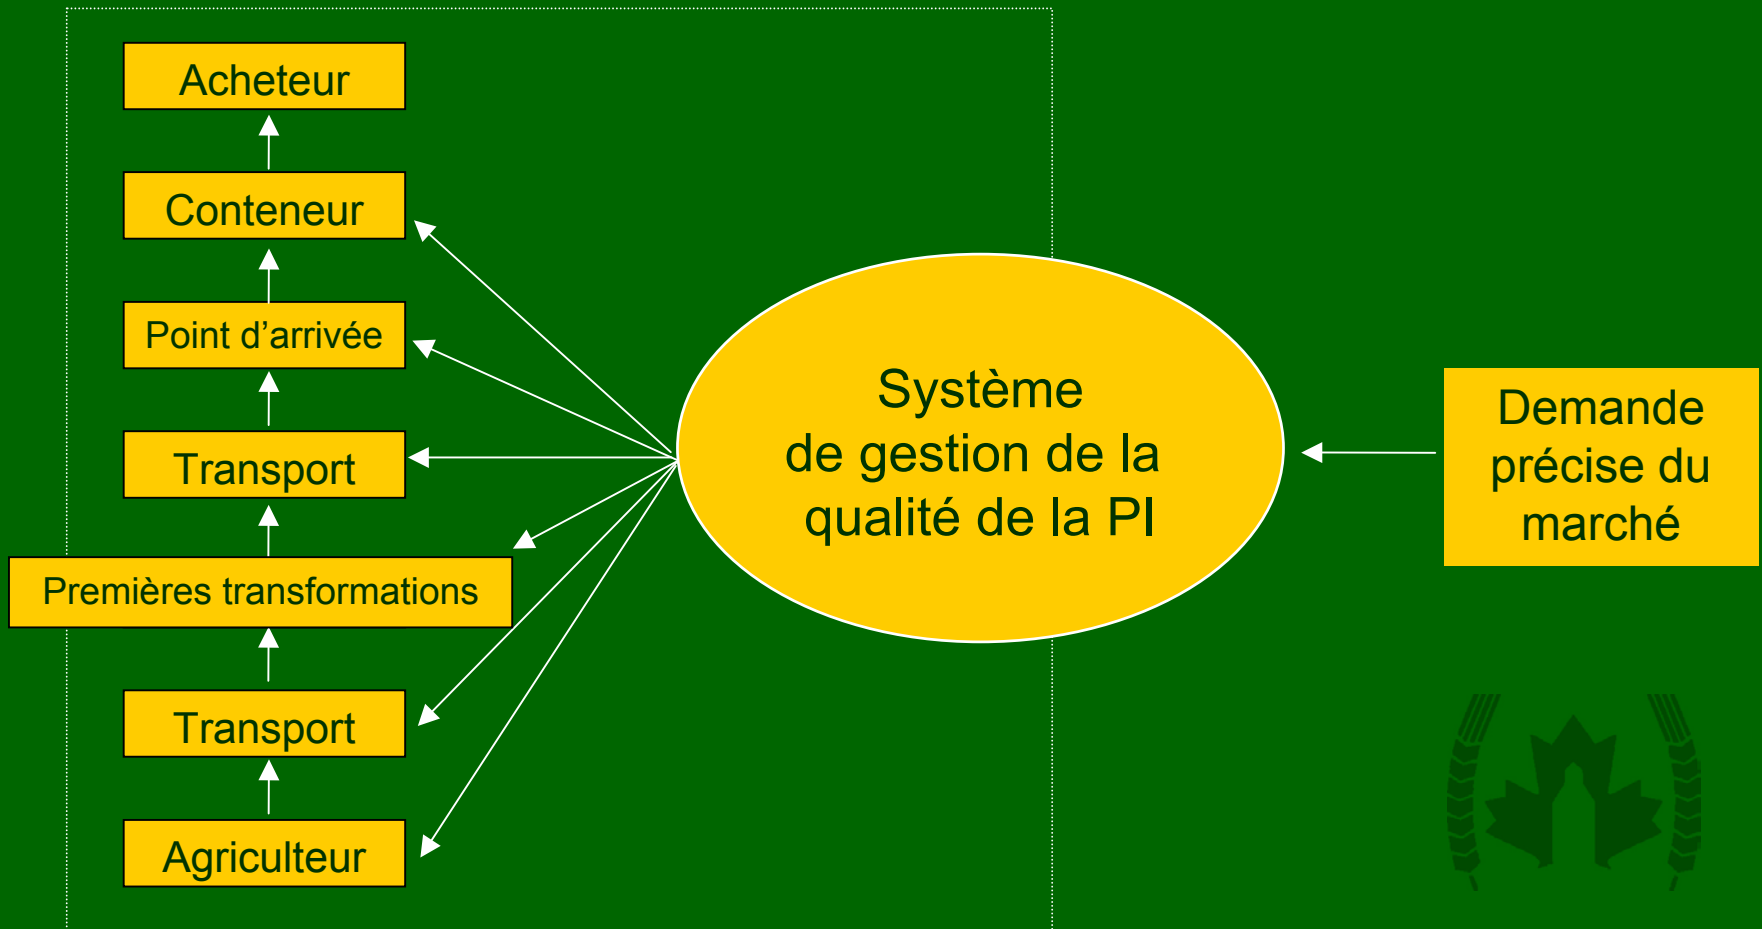 Acheteur
Conteneur
Point d’arrivée
Transport
Premières transformations
Transport
Agriculteur
Système
de gestion de la
qualité de la PI
Demande
précise du
marché